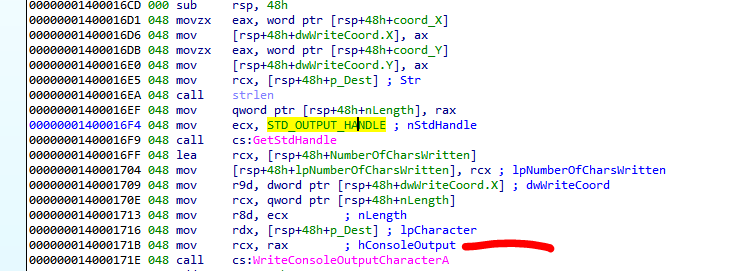 00000001400016CD 000 sub rsp, 48h
00000001400016D1 048 movzx eax, word ptr [rsp+48h+coord_X]
00000001400016D6 048 mov [rsp+48h+dwWriteCoord.X], ax
00000001400016DB 048 movzx eax, word ptr [rsp+48h+coord_Y]
00000001400016E0 048 mov [rsp+48h+dwWriteCoord.Y], ax
00000001400016E5 048 mov rcx, [rsp+48h+p_Dest] ; Str
00000001400016EA 048 call strlen
00000001400016EF 048 mov qword ptr [rsp+48h+nLength], rax
00000001400016F4 048 mov ecx, STD_OUTPUT_HANDLE ; nStdHandle
00000001400016F9 048 call cs:GetStdHandle
00000001400016FF 048 lea rcx, [rsp+48h+NumberOfCharsWritten]
0000000140001704 048 mov [rsp+48h+lpNumberOfCharsWritten], rcx ; lpNumberOfCharsWritten
0000000140001709 048 mov r9d, dword ptr [rsp+48h+dwWriteCoord.X] ; dwWriteCoord
000000014000170E 048 mov rcx, qword ptr [rsp+48h+nLength]
0000000140001713 048 mov r8d, ecx ; nLength
0000000140001716 048 mov rdx, [rsp+48h+p_Dest] ; lpCharacter
000000014000171B 048 mov rcx, rax ; hConsoleOutput
000000014000171E 048 call cs:WriteConsoleOutputCharacterA